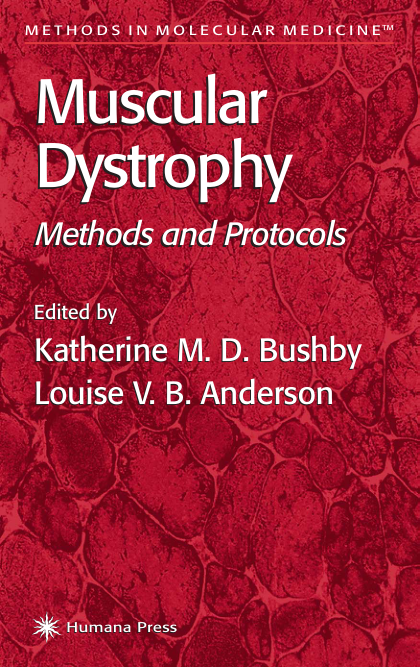 METHODS IN MOLECULAR MEDICINE™
Muscular
Dystrophy
Methods and Protocols
Edited by
Katherine M. D. Bushby
Louise V. B. Anderson
Humana Press